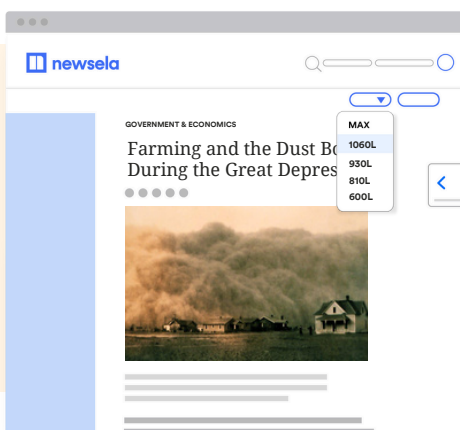 newsela
GOVERNMENT & ECONOMICS
Farming and the Dust Bo
During the Great Depres
MAX
1060L
930L
810L
600L